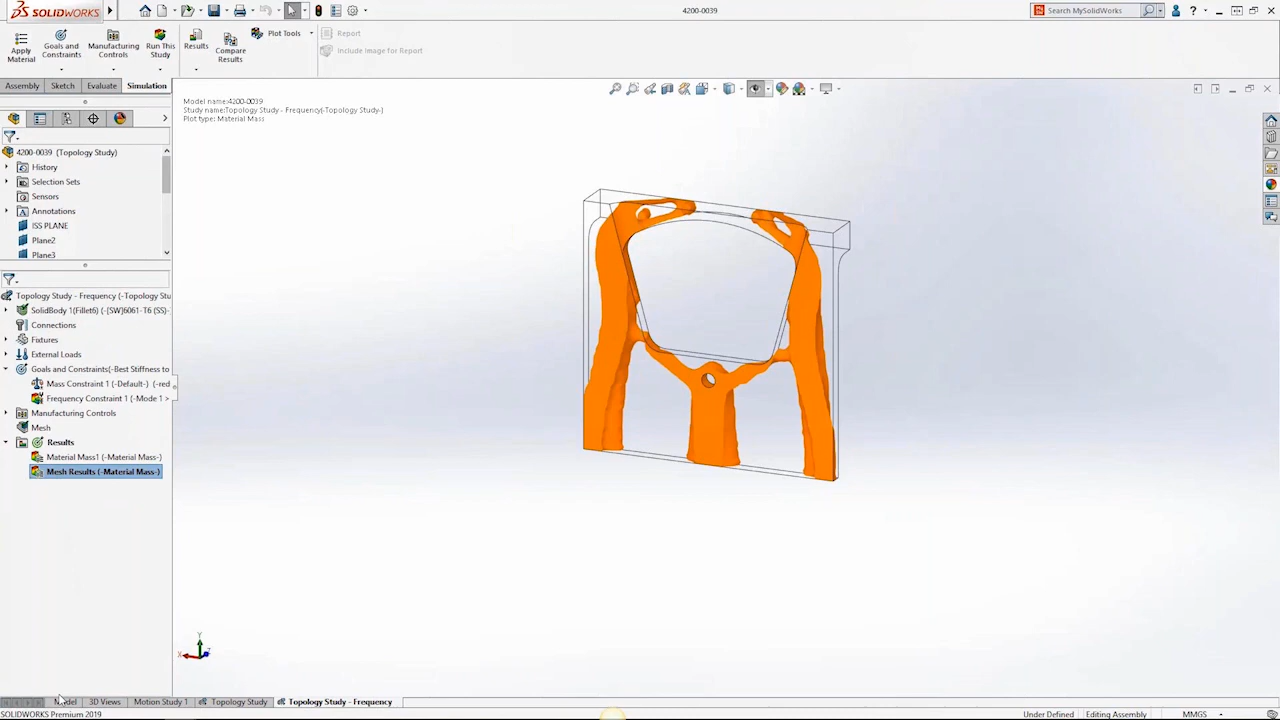 SOLIDWORKS
4200-0039
Search MySolidWorks
Apply Material
Goals and Constraints
Manufacturing Controls
Run This Study
Results
Compare Results
Plot Tools
Report
Include Image for Report
Assembly
Sketch
Evaluate
Simulation
Model name:4200-0039
Study name:Topology Study - Frequency(-Topology Study-)
Plot type: Material Mass
4200-0039 (Topology Study)
History
Selection Sets
Sensors
Annotations
ISS PLANE
Plane2
Plane3
Topology Study - Frequency (-Topology Stu
SolidBody 1(Fillet6) (-[SW]6061-T6 (SS)-
Connections
Fixtures
External Loads
Goals and Constraints(-Best Stiffness to
Mass Constraint 1 (-Default-) (-red
Frequency Constraint 1 (-Mode 1 >
Manufacturing Controls
Mesh
Results
Material Mass1 (-Material Mass-)
Mesh Results (-Material Mass-)
Y
X
Z
Model
3D Views
Motion Study 1
Topology Study
Topology Study - Frequency
SOLIDWORKS Premium 2019
Under Defined
Editing Assembly
MMGS